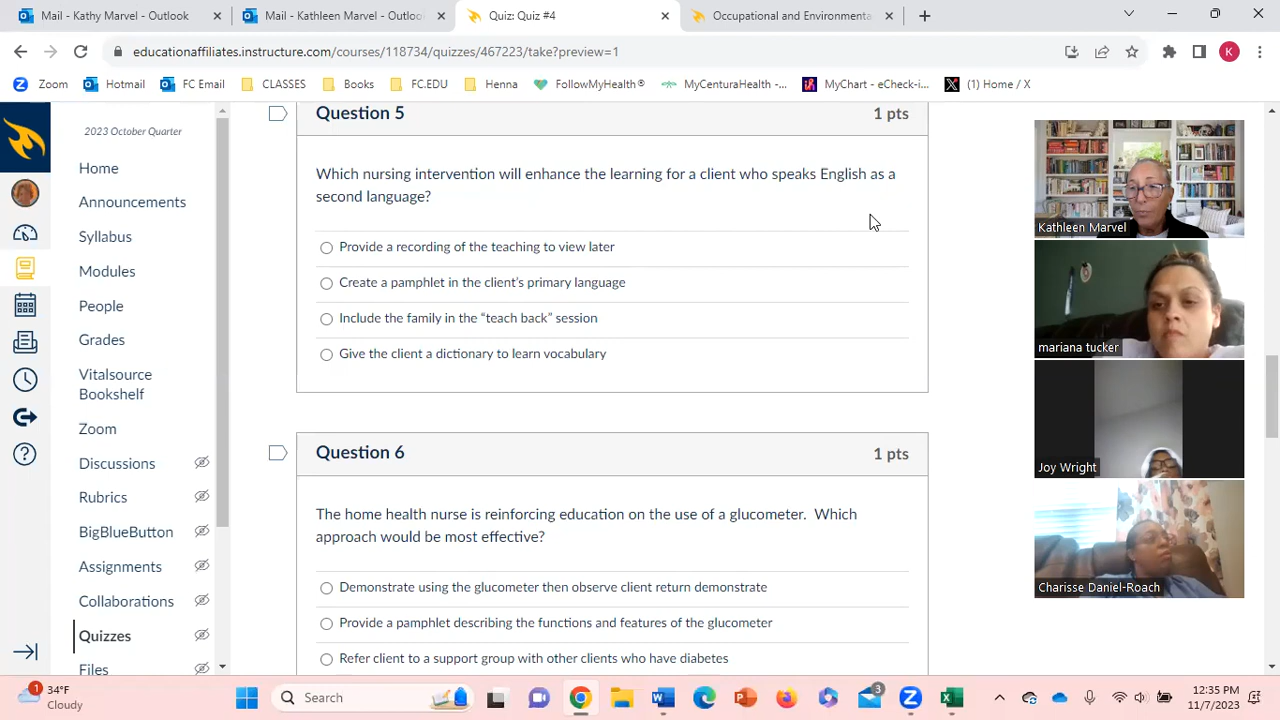 Mail - Kathy Marvel - Outlook
Mail - Kathleen Marvel - Outloo
Quiz: Quiz #4
Occupational and Environmenta
educationaffiliates.instructure.com/courses/118734/quizzes/467223/take?preview=1
K
Zoom
Hotmail
FC Email
CLASSES
Books
FC.EDU
Henna
FollowMyHealth®
MyCenturaHealth -...
MyChart - eCheck-i...
(1) Home / X
2023 October Quarter
Home
Announcements
Syllabus
Modules
People
Grades
Vitalsource
Bookshelf
Zoom
Discussions
Rubrics
BigBlueButton
Assignments
Collaborations
Quizzes
Files
Question 5
1 pts
Which nursing intervention will enhance the learning for a client who speaks English as a
second language?
Provide a recording of the teaching to view later
Create a pamphlet in the client's primary language
Include the family in the “teach back” session
Give the client a dictionary to learn vocabulary
Question 6
1 pts
The home health nurse is reinforcing education on the use of a glucometer. Which
approach would be most effective?
Demonstrate using the glucometer then observe client return demonstrate
Provide a pamphlet describing the functions and features of the glucometer
Refer client to a support group with other clients who have diabetes
Kathleen Marvel
mariana tucker
Joy Wright
Charisse Daniel-Roach
1
34°F
Cloudy
Search
3
12:35 PM
11/7/2023